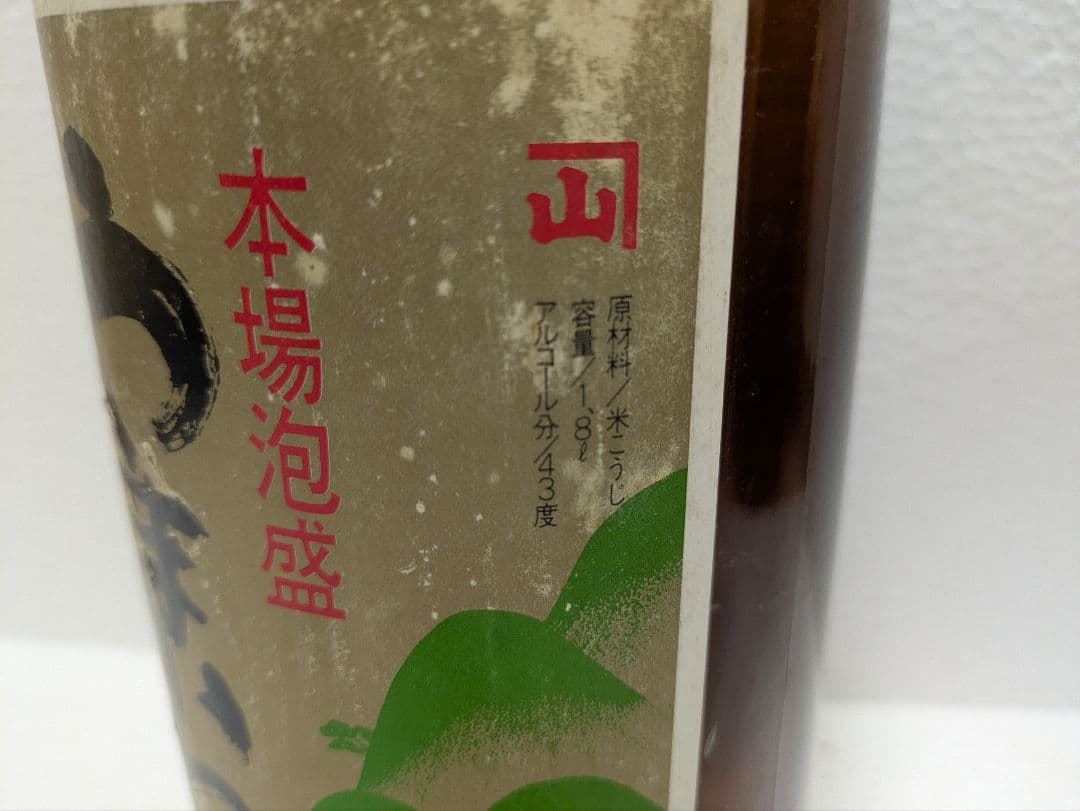 山
原材料/米こうじ
容量/1.8ℓ
アルコール分/43度
本場泡盛